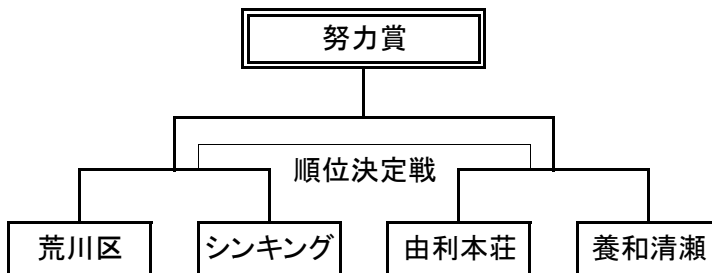 努力賞
順位決定戦
荒川区
シンキング
由利本荘
養和清瀬